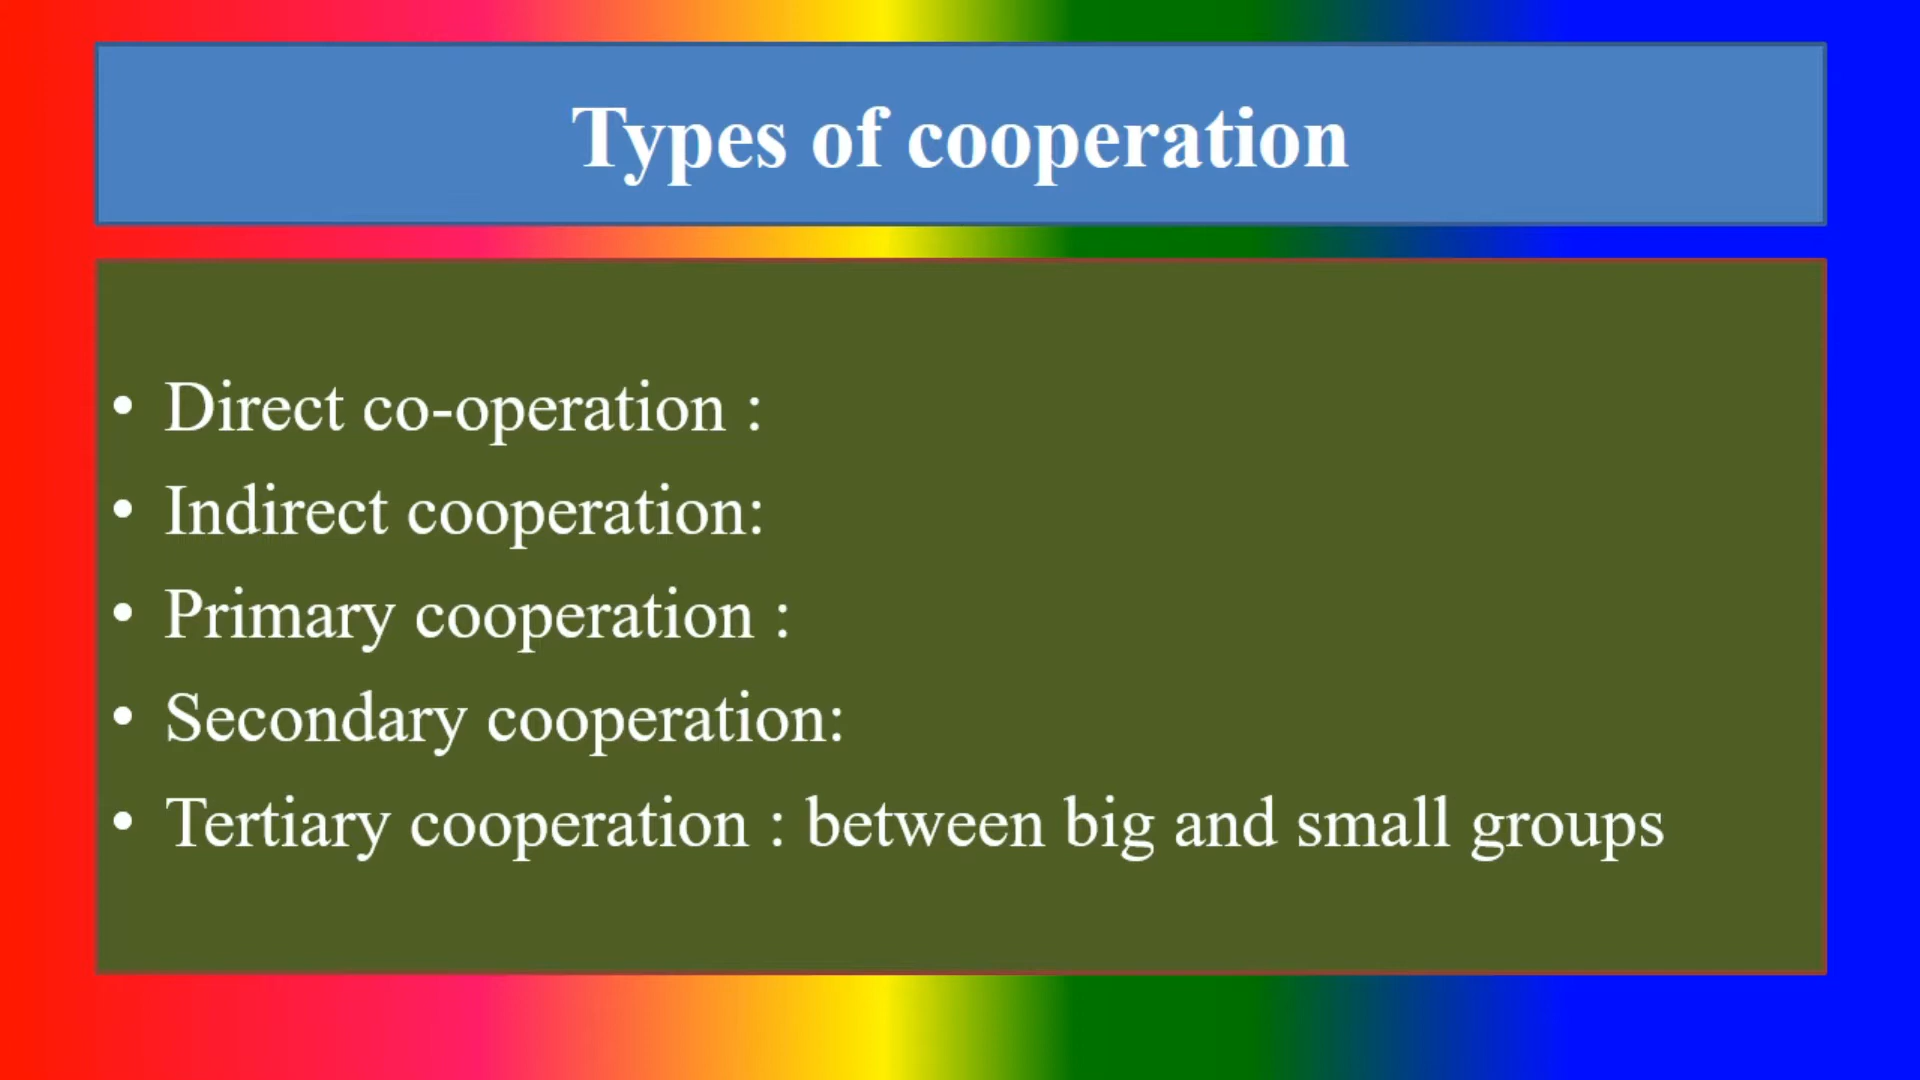 Types of cooperation
• Direct co-operation :
• Indirect cooperation:
• Primary cooperation :
• Secondary cooperation:
• Tertiary cooperation : between big and small groups